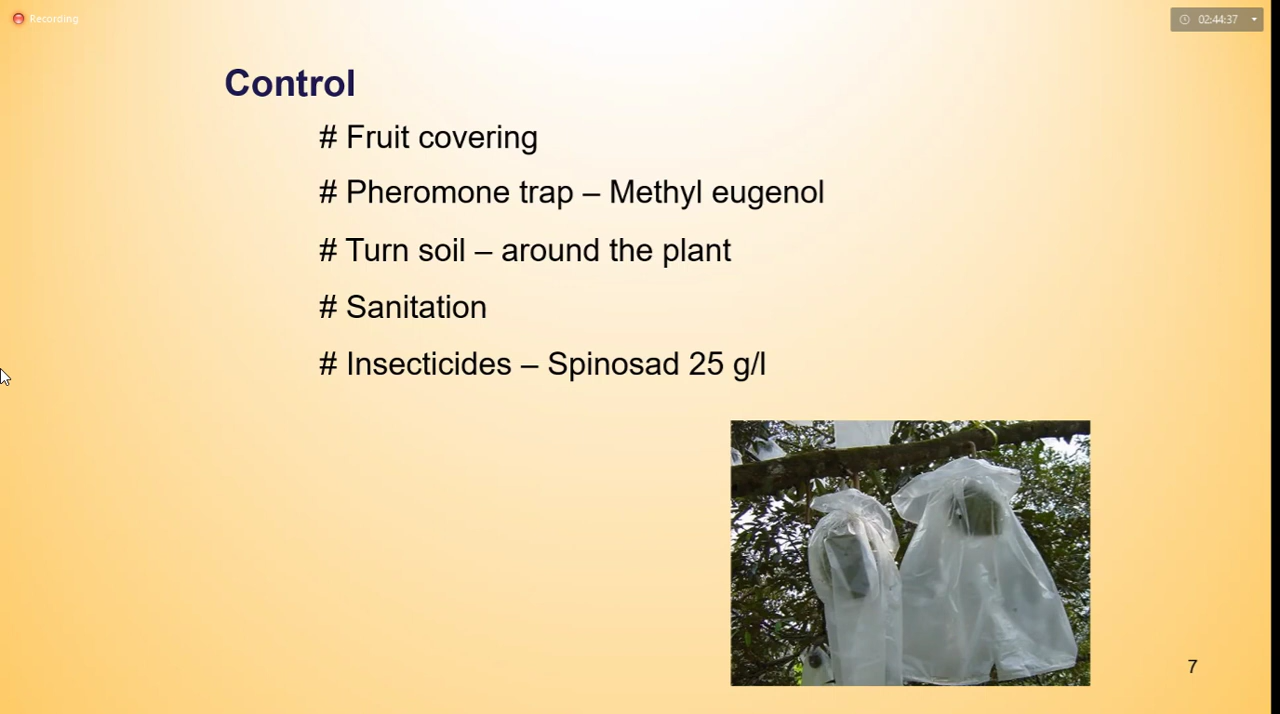 Recording
02:44:37
Control
# Fruit covering
# Pheromone trap – Methyl eugenol
# Turn soil – around the plant
# Sanitation
# Insecticides – Spinosad 25 g/l
7